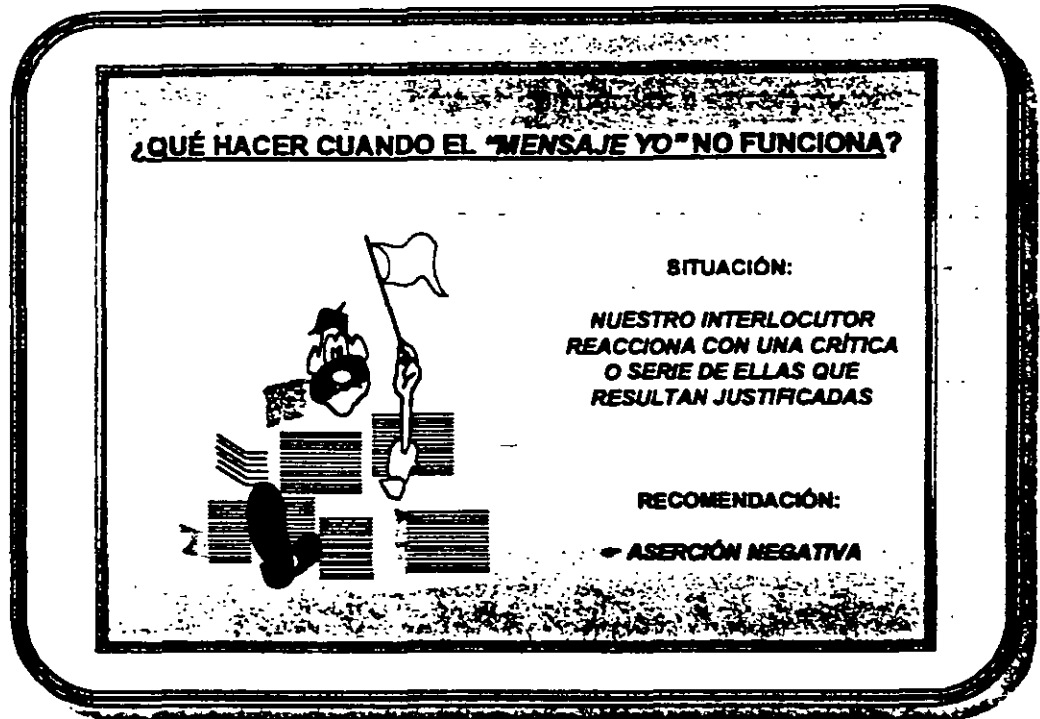 ¿QUÉ HACER CUANDO EL "MENSAJE YO" NO FUNCIONA?
SITUACIÓN:
NUESTRO INTERLOCUTOR
REACCIONA CON UNA CRÍTICA
O SERIE DE ELLAS QUE
RESULTAN JUSTIFICADAS
RECOMENDACIÓN:
☛ ASERCIÓN NEGATIVA